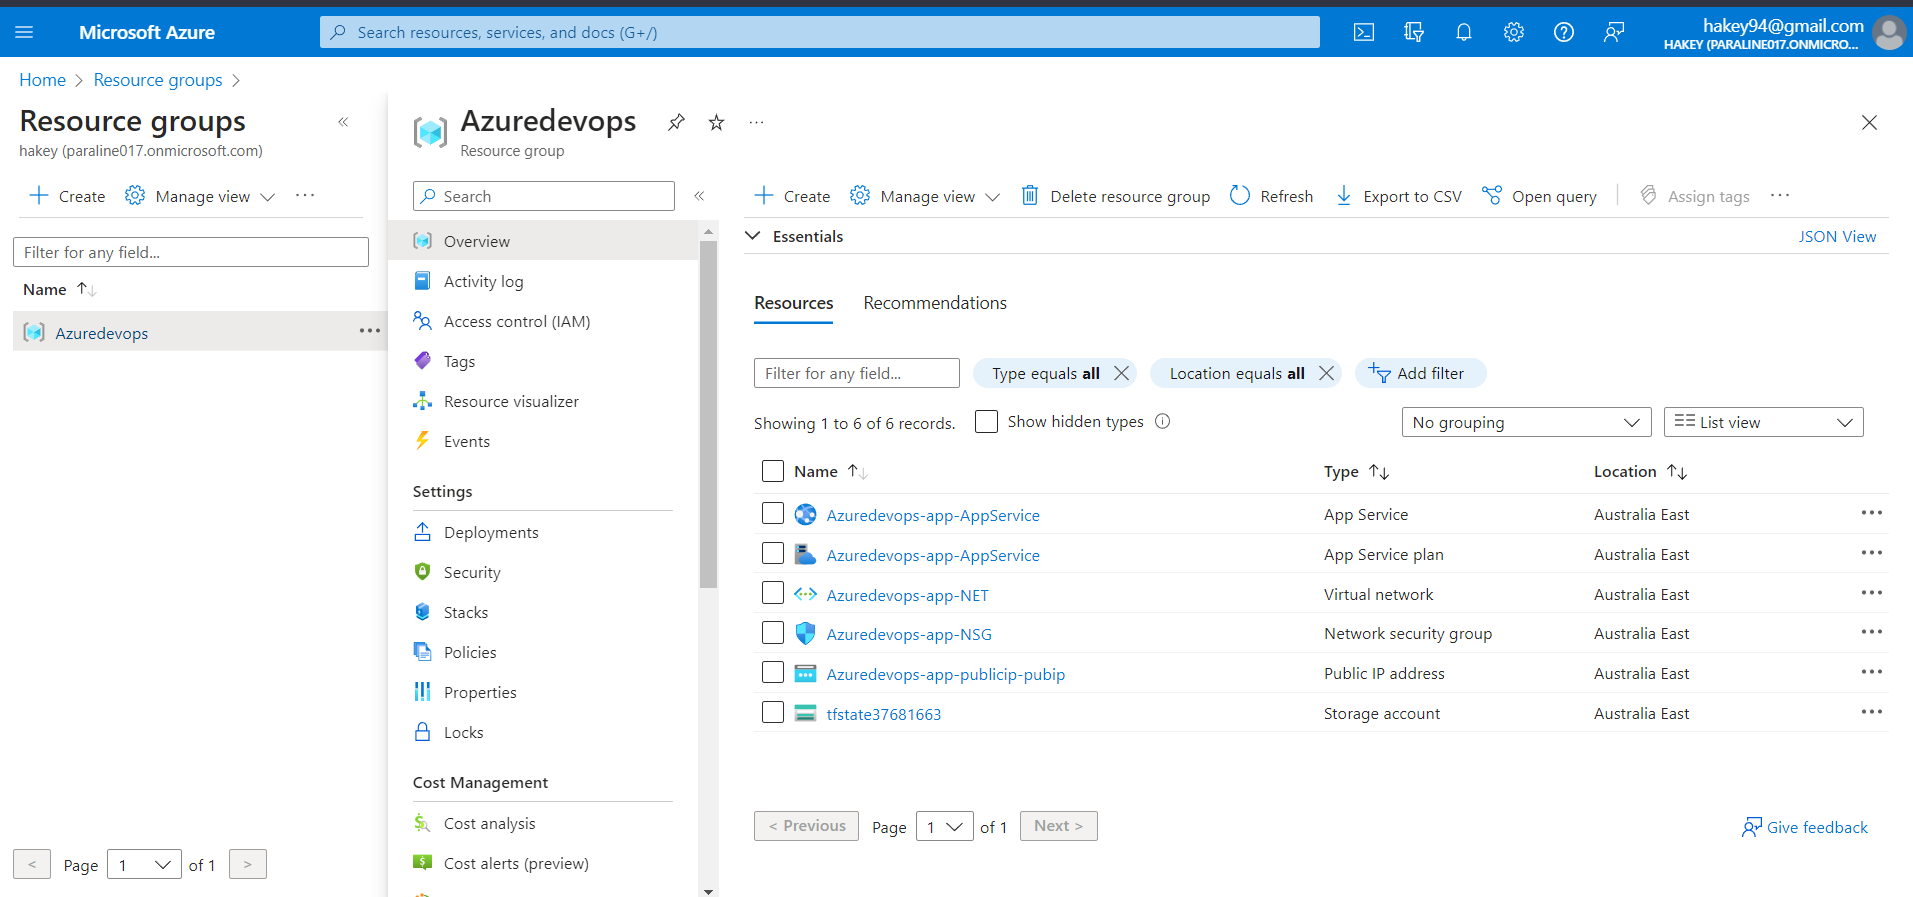 Microsoft Azure
Search resources, services, and docs (G+/)
hakey94@gmail.com
HAKEY (PARALINE017.ONMICRO...
Home > Resource groups >
Resource groups
hakey (paraline017.onmicrosoft.com)
Create
Manage view
Filter for any field...
Name
Azuredevops
< Page 1 of 1 >
Azuredevops
Resource group
Search
Overview
Activity log
Access control (IAM)
Tags
Resource visualizer
Events
Settings
Deployments
Security
Stacks
Policies
Properties
Locks
Cost Management
Cost analysis
Cost alerts (preview)
Create Manage view Delete resource group Refresh Export to CSV Open query Assign tags
Essentials
JSON View
Resources Recommendations
Filter for any field... Type equals all Location equals all Add filter
Showing 1 to 6 of 6 records. Show hidden types No grouping List view
Name Type Location
Azuredevops-app-AppService App Service Australia East
Azuredevops-app-AppService App Service plan Australia East
Azuredevops-app-NET Virtual network Australia East
Azuredevops-app-NSG Network security group Australia East
Azuredevops-app-publicip-pubip Public IP address Australia East
tfstate37681663 Storage account Australia East
< Previous Page 1 of 1 Next >
Give feedback